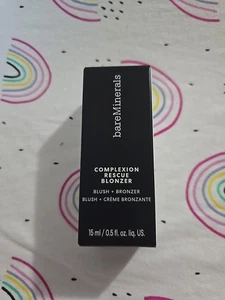 bareMinerals
COMPLEXION
RESCUE
BLONZER
BLUSH + BRONZER
BLUSH + CRÈME BRONZANTE
15 ml / 0.5 fl. oz. liq. US.